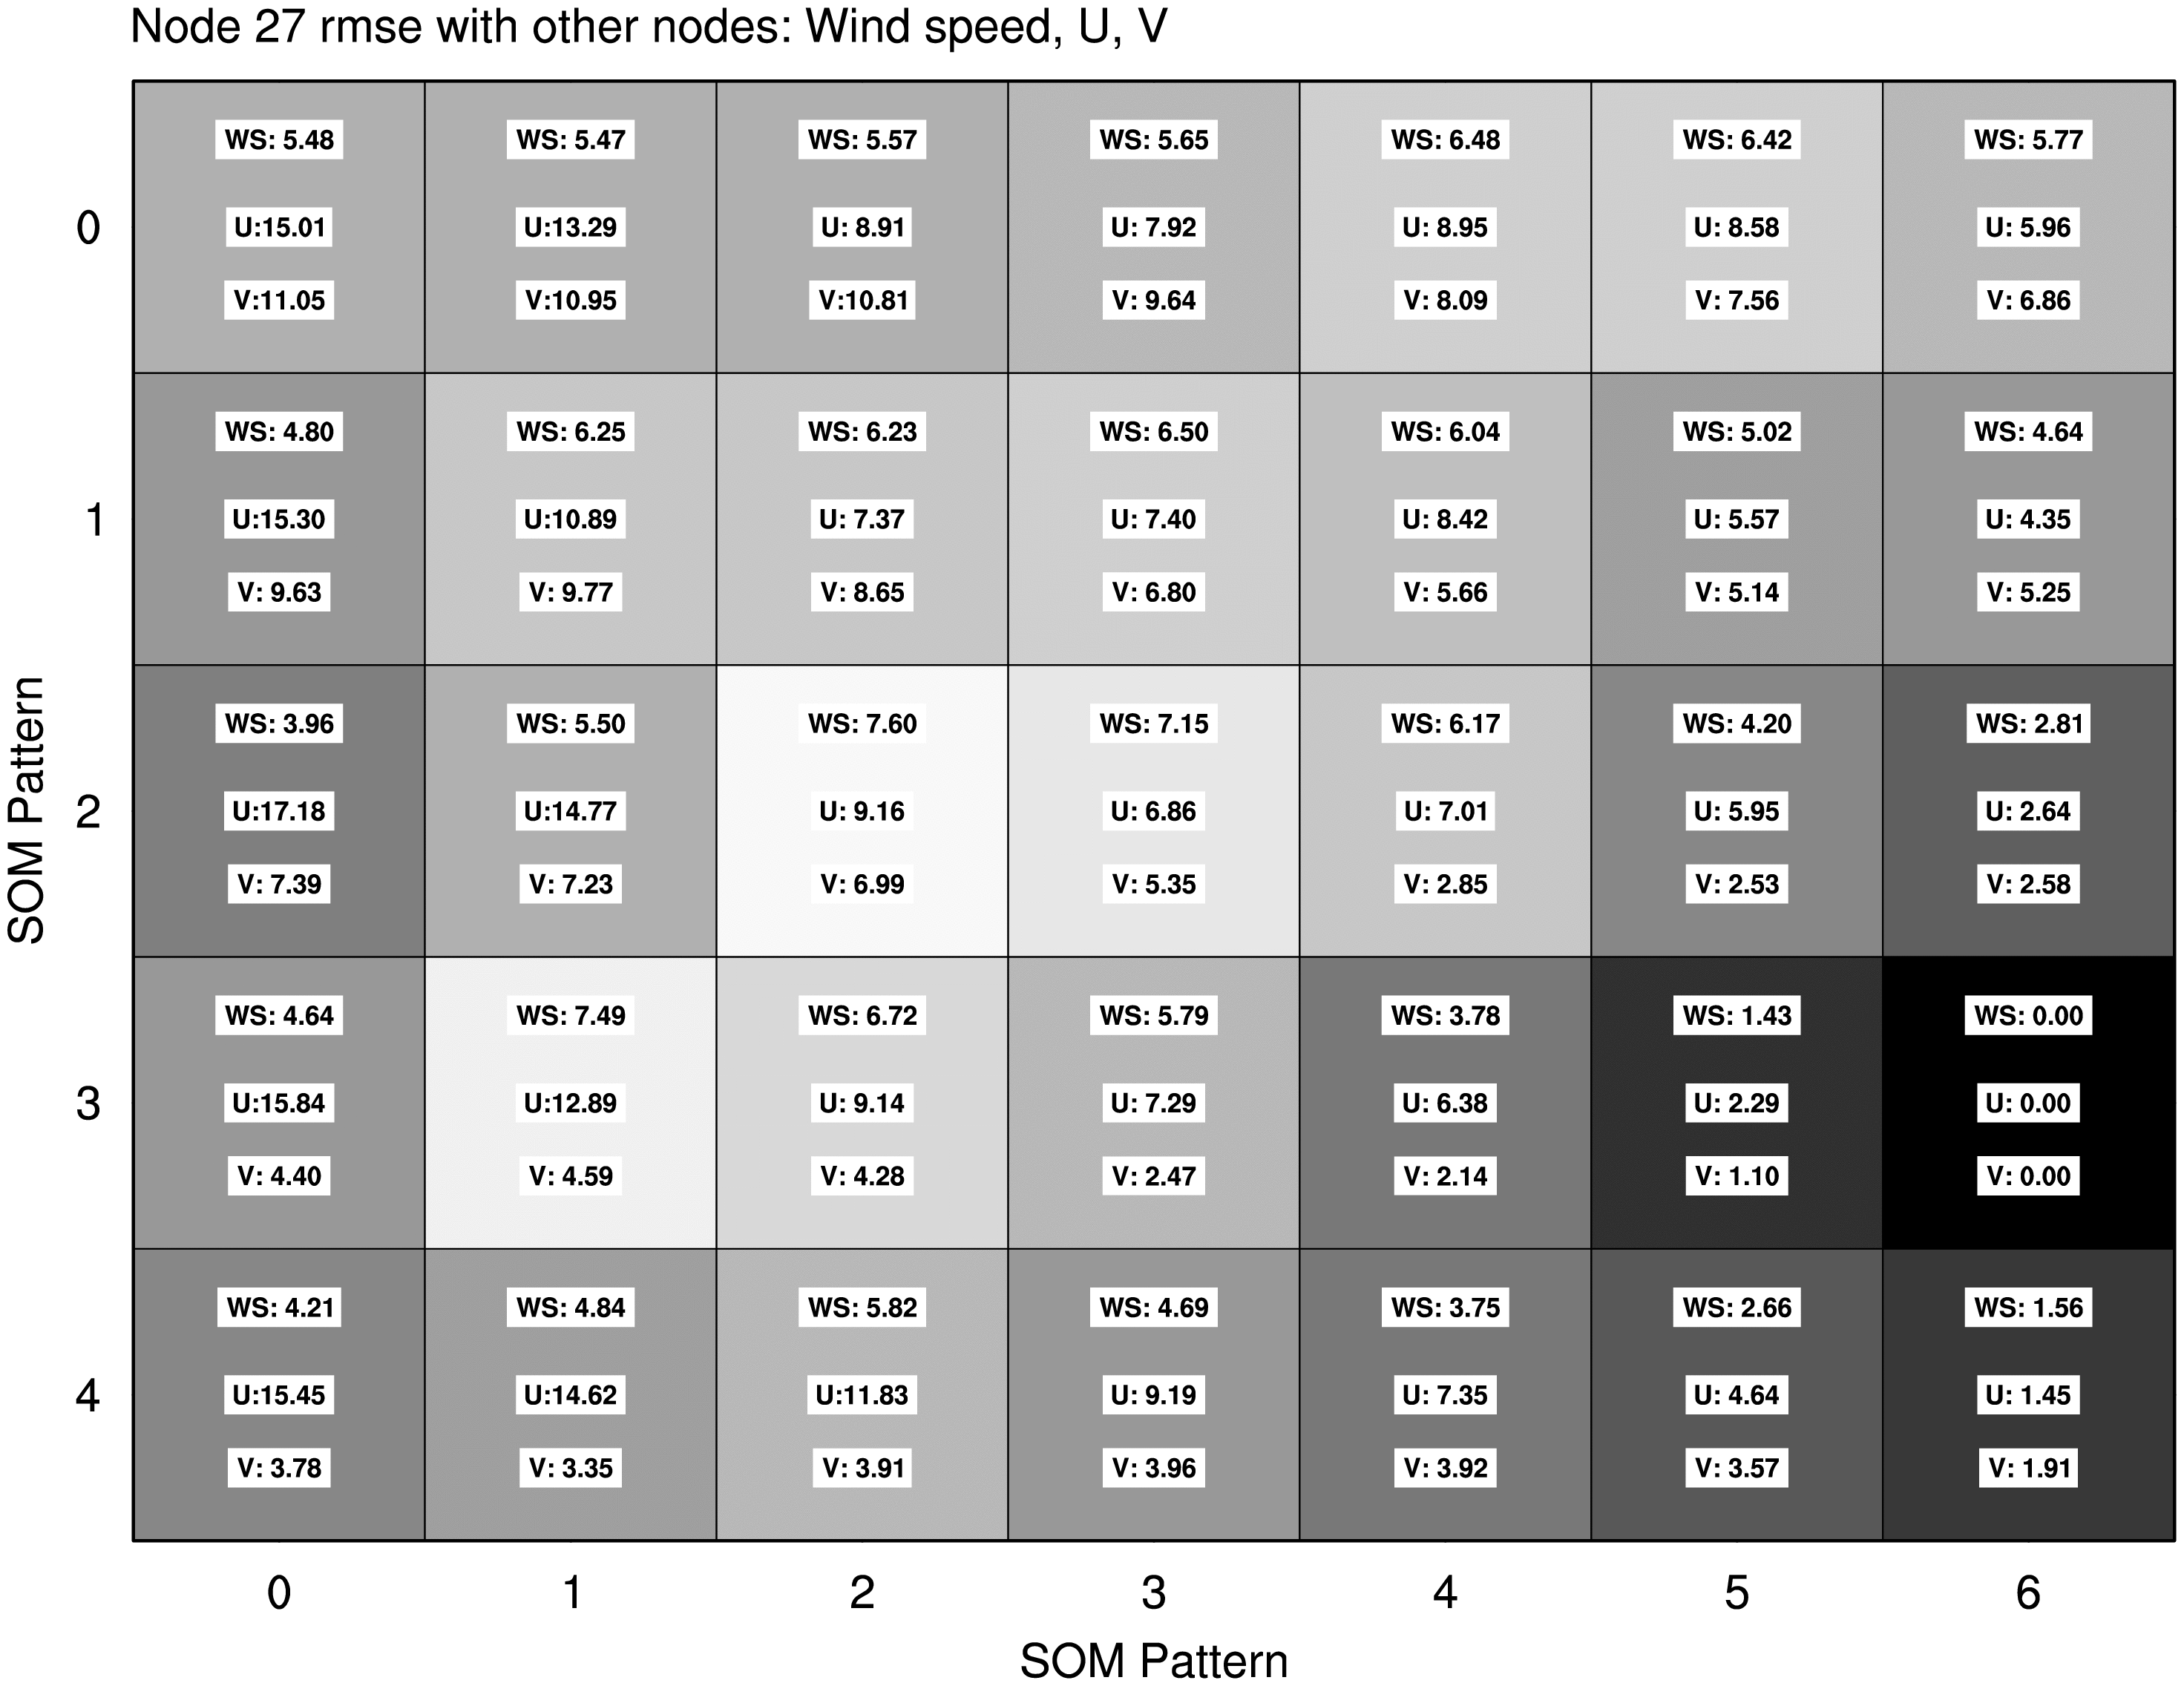 Node 27 rmse with other nodes: Wind speed, U, V
WS: 5.48 WS: 5.47 WS: 5.57 WS: 5.65 WS: 6.48 WS: 6.42 WS: 5.77
0 U:15.01 U:13.29 U: 8.91 U: 7.92 U: 8.95 U: 8.58 U: 5.96
V:11.05 V:10.95 V:10.81 V: 9.64 V: 8.09 V: 7.56 V: 6.86
WS: 4.80 WS: 6.25 WS: 6.23 WS: 6.50 WS: 6.04 WS: 5.02 WS: 4.64
1 U:15.30 U:10.89 U: 7.37 U: 7.40 U: 8.42 U: 5.57 U: 4.35
V: 9.63 V: 9.77 V: 8.65 V: 6.80 V: 5.66 V: 5.14 V: 5.25
WS: 3.96 WS: 5.50 WS: 7.60 WS: 7.15 WS: 6.17 WS: 4.20 WS: 2.81
SOM Pattern
2 U:17.18 U:14.77 U: 9.16 U: 6.86 U: 7.01 U: 5.95 U: 2.64
V: 7.39 V: 7.23 V: 6.99 V: 5.35 V: 2.85 V: 2.53 V: 2.58
WS: 4.64 WS: 7.49 WS: 6.72 WS: 5.79 WS: 3.78 WS: 1.43 WS: 0.00
3 U:15.84 U:12.89 U: 9.14 U: 7.29 U: 6.38 U: 2.29 U: 0.00
V: 4.40 V: 4.59 V: 4.28 V: 2.47 V: 2.14 V: 1.10 V: 0.00
WS: 4.21 WS: 4.84 WS: 5.82 WS: 4.69 WS: 3.75 WS: 2.66 WS: 1.56
4 U:15.45 U:14.62 U:11.83 U: 9.19 U: 7.35 U: 4.64 U: 1.45
V: 3.78 V: 3.35 V: 3.91 V: 3.96 V: 3.92 V: 3.57 V: 1.91
0 1 2 3 4 5 6
SOM Pattern